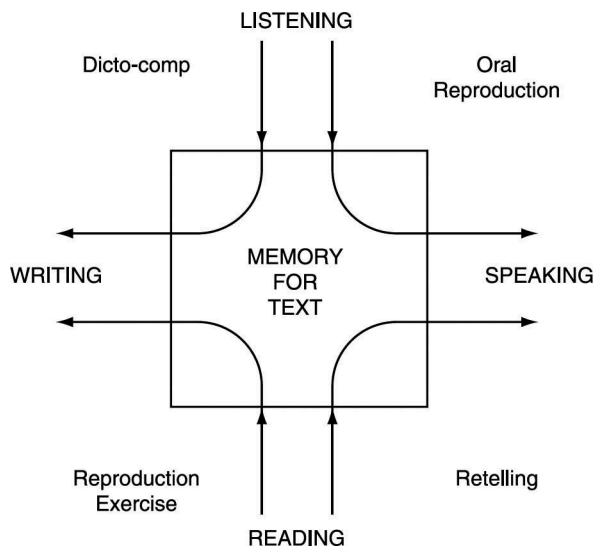 LISTENING
Dicto-comp
Oral
Reproduction
MEMORY
FOR
TEXT
WRITING
SPEAKING
Reproduction
Exercise
Retelling
READING